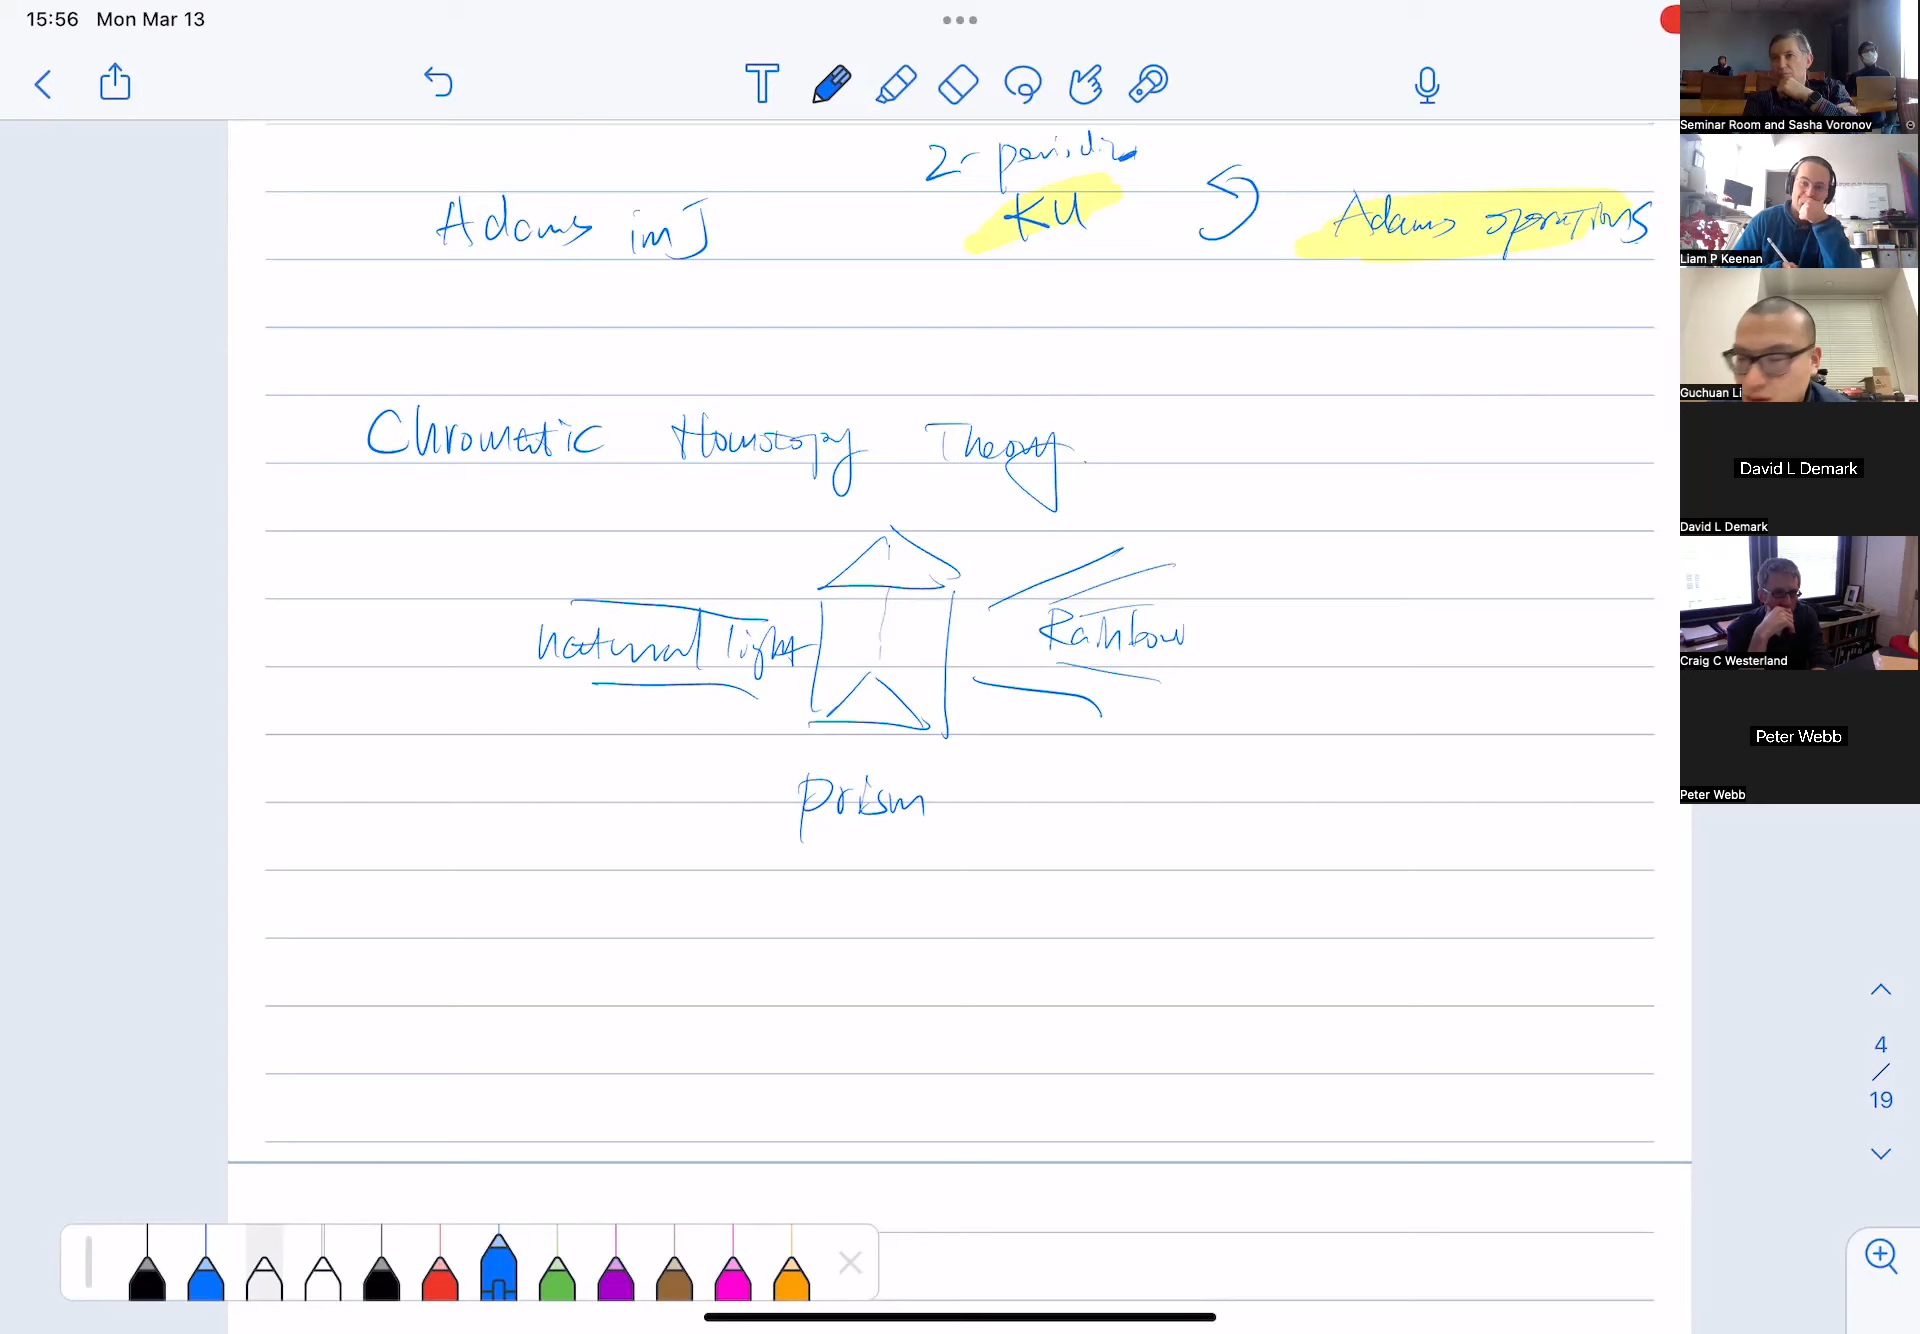 15:56 Mon Mar 13
2-periodic
Adams imJ KU Adams operations
Chromatic Homotopy Theory
natural light Rainbow
prism
Seminar Room and Sasha Voronov
Liam P Keenan
Guchuan Li
David L Demark
David L Demark
Craig C Westerland
Peter Webb
Peter Webb
4
/
19